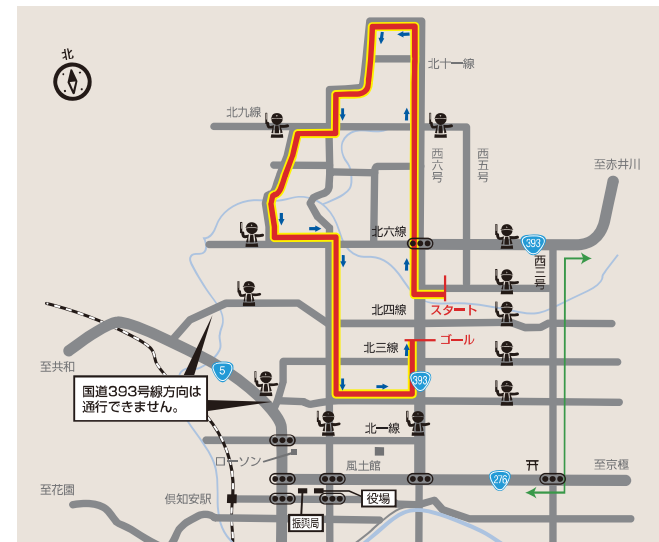 北
北十一線
北九線
西六号
西五号
至赤井川
北六線
393
西三号
スタート
北四線
ゴール
北三線
至共和
5
393
国道393号線方向は
通行できません。
北一線
ローソン
風土館
至京極
276
至花園
倶知安駅
役場
振興局